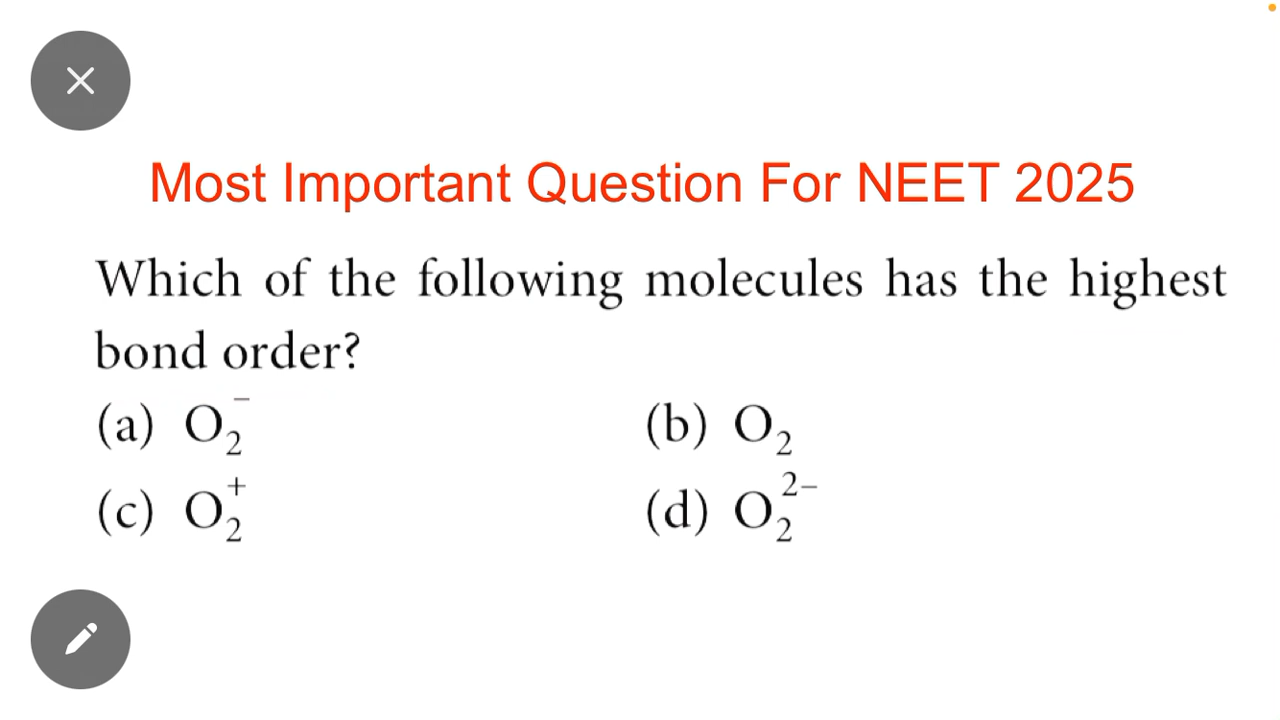 Most Important Question For NEET 2025
Which of the following molecules has the highest
bond order?
(a) O₂⁻ (b) O₂
(c) O₂⁺ (d) O₂²⁻